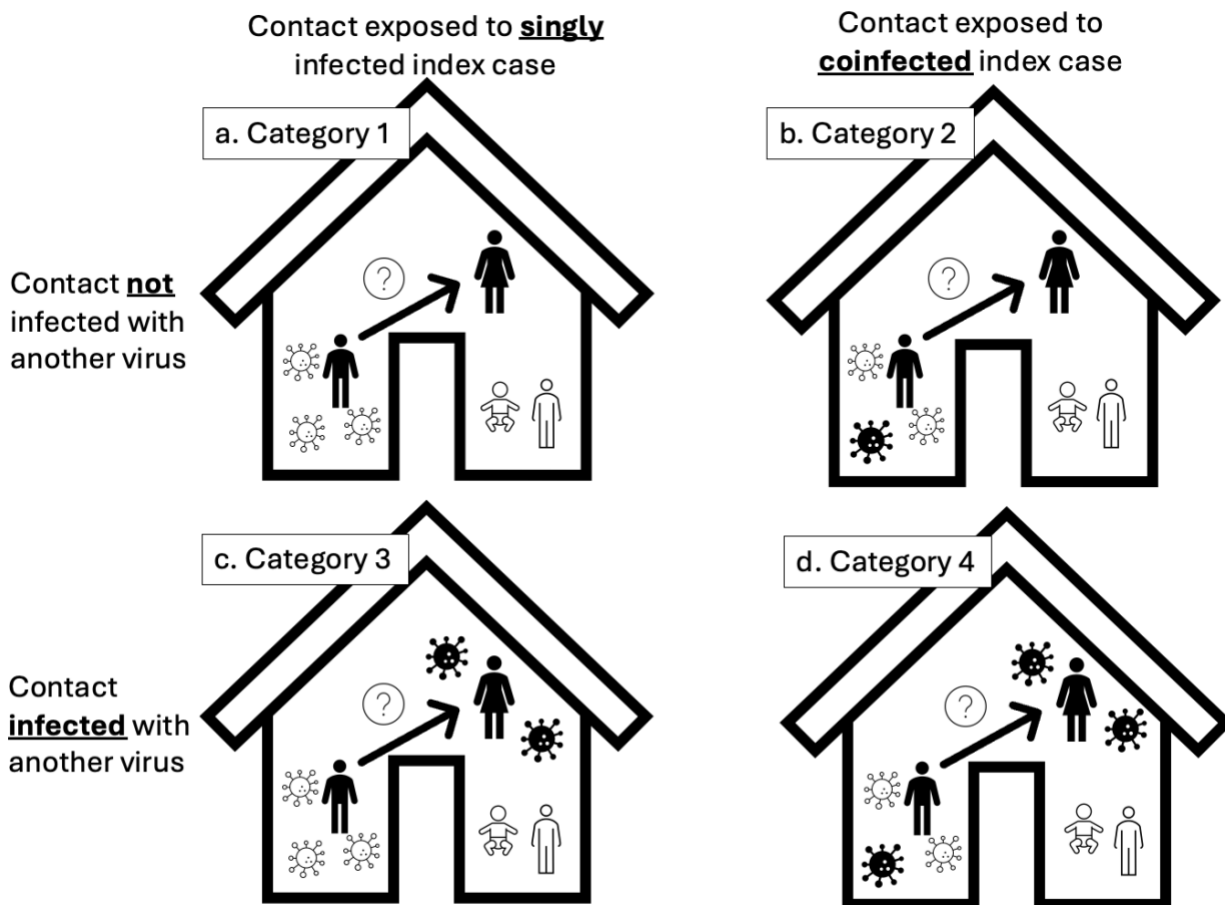 Contact exposed to singly
infected index case
Contact exposed to
coinfected index case
a. Category 1
b. Category 2
Contact not
infected with
another virus
?
?
c. Category 3
d. Category 4
Contact
infected with
another virus
?
?